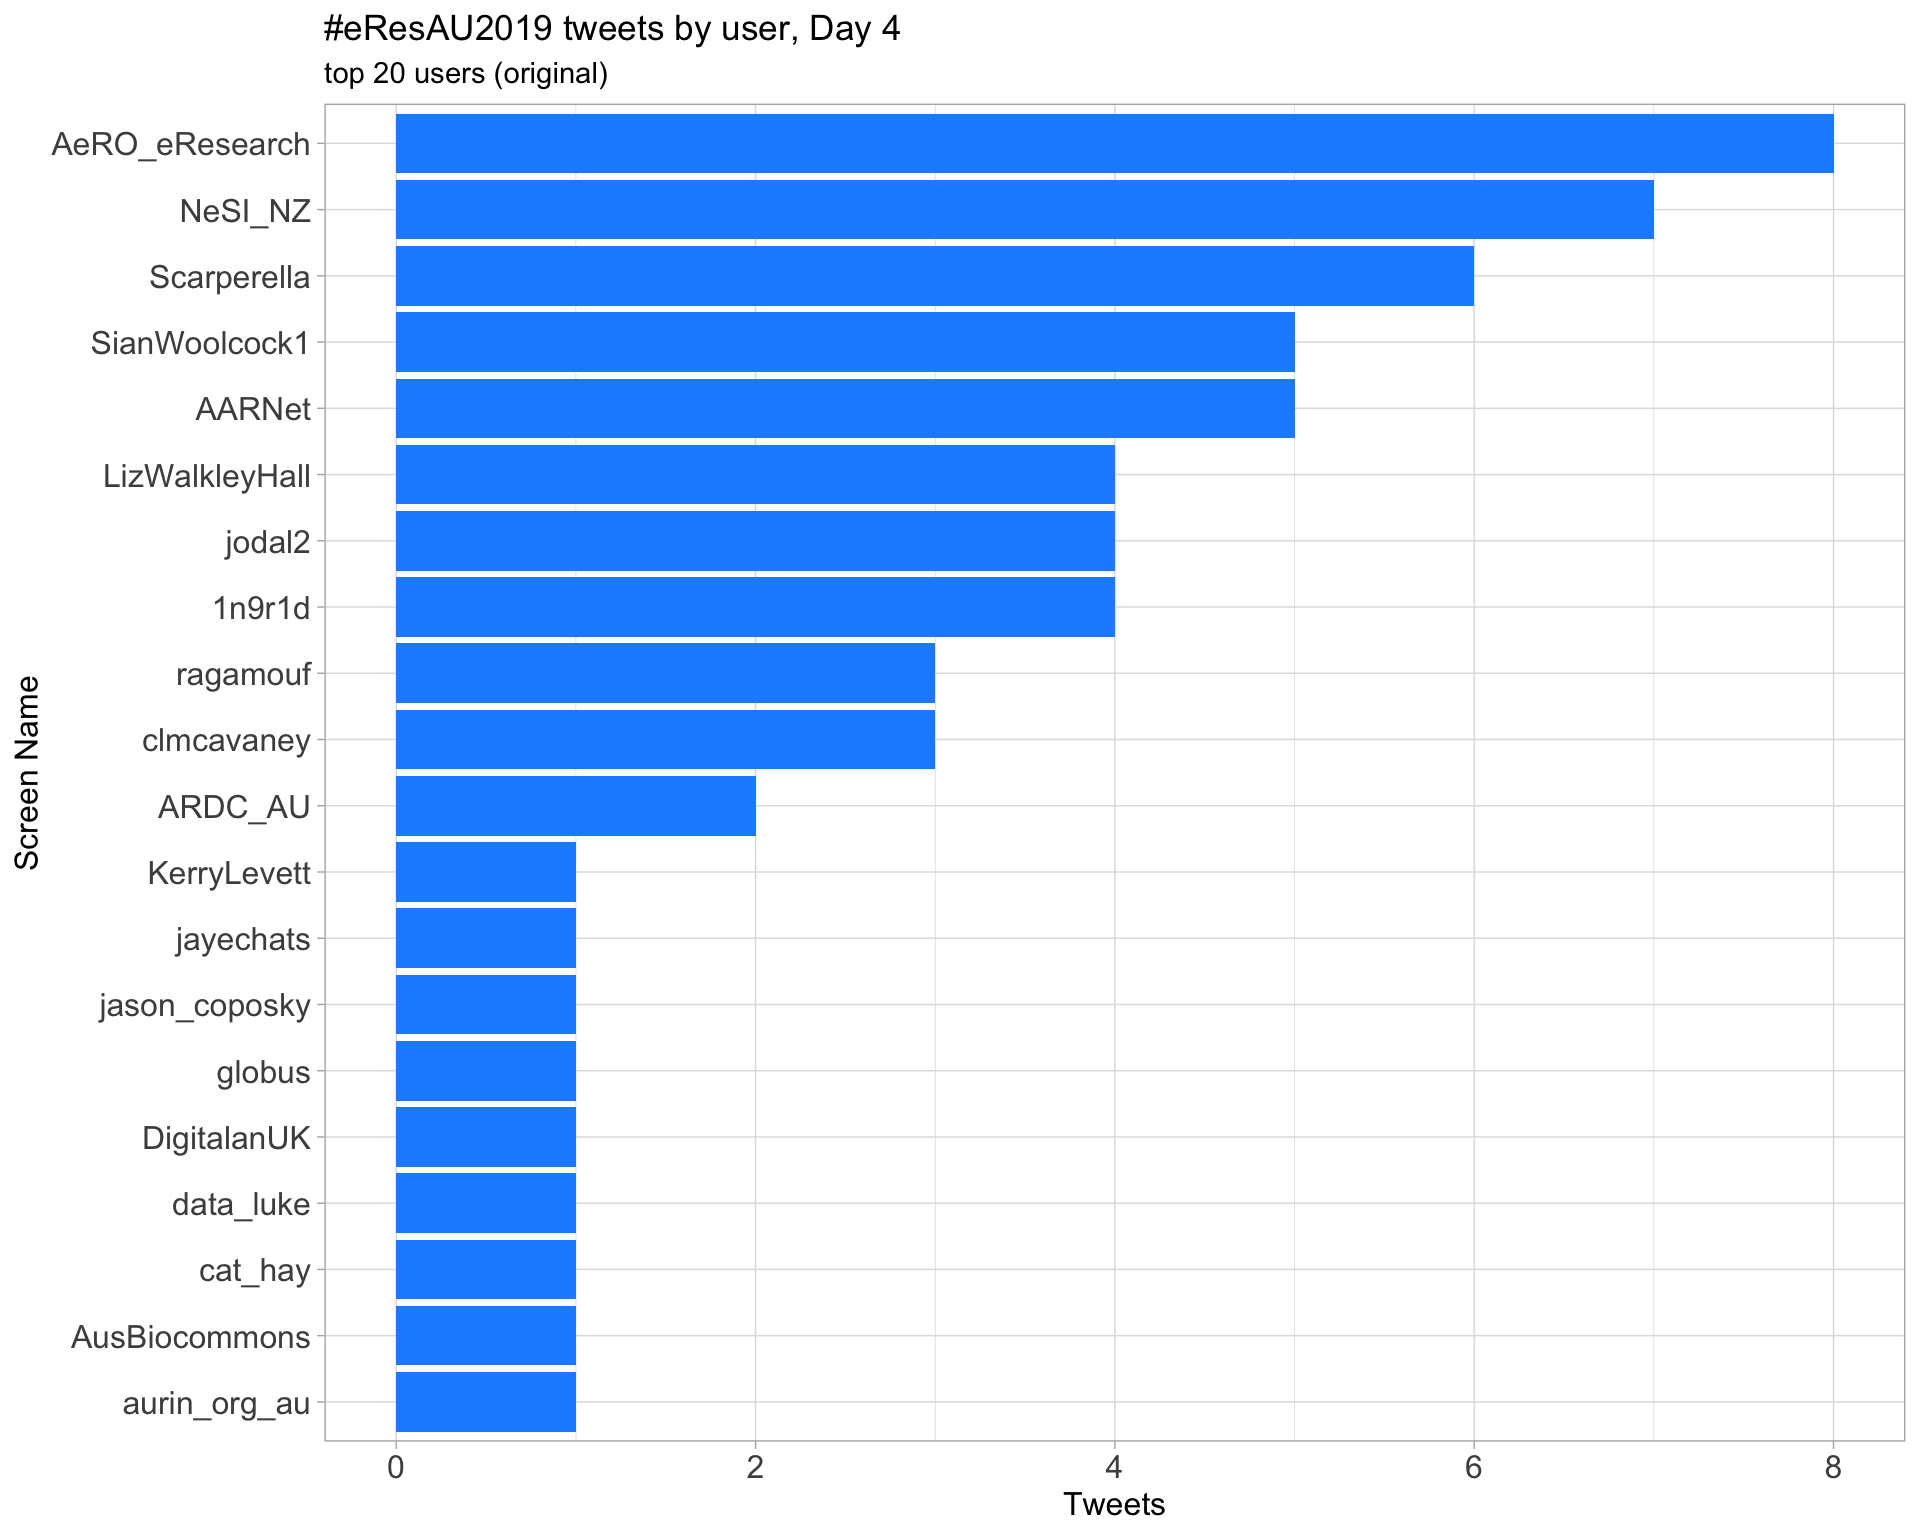 #eResAU2019 tweets by user, Day 4
top 20 users (original)
AeRO_eResearch
NeSI_NZ
Scarperella
SianWoolcock1
AARNet
LizWalkleyHall
jodal2
1n9r1d
ragamouf
clmcavaney
ARDC_AU
KerryLevett
jayechats
jason_coposky
globus
DigitalanUK
data_luke
cat_hay
AusBiocommons
aurin_org_au
Screen Name
0 2 4 6 8
Tweets